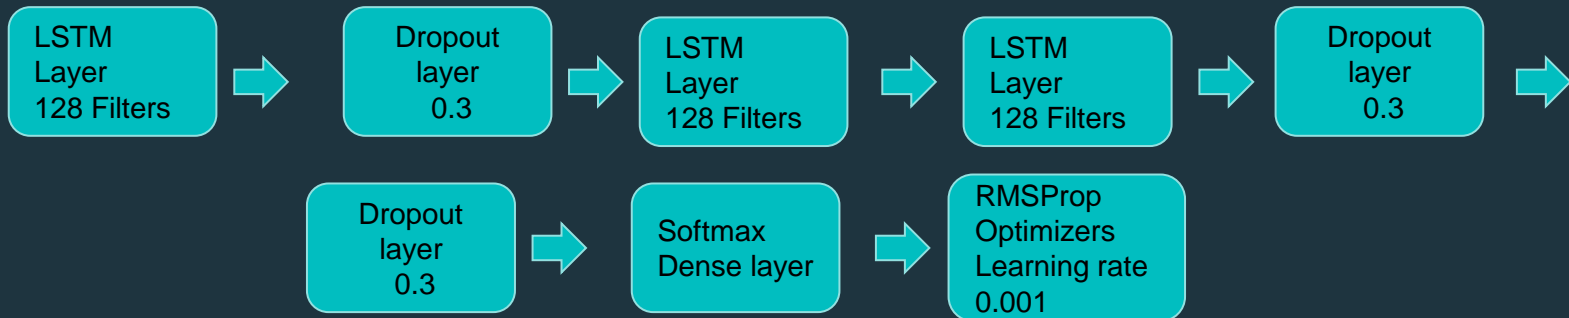 LSTM
Layer
128 Filters
Dropout
layer
0.3
LSTM
Layer
128 Filters
LSTM
Layer
128 Filters
Dropout
layer
0.3
Dropout
layer
0.3
Softmax
Dense layer
RMSProp
Optimizers
Learning rate
0.001